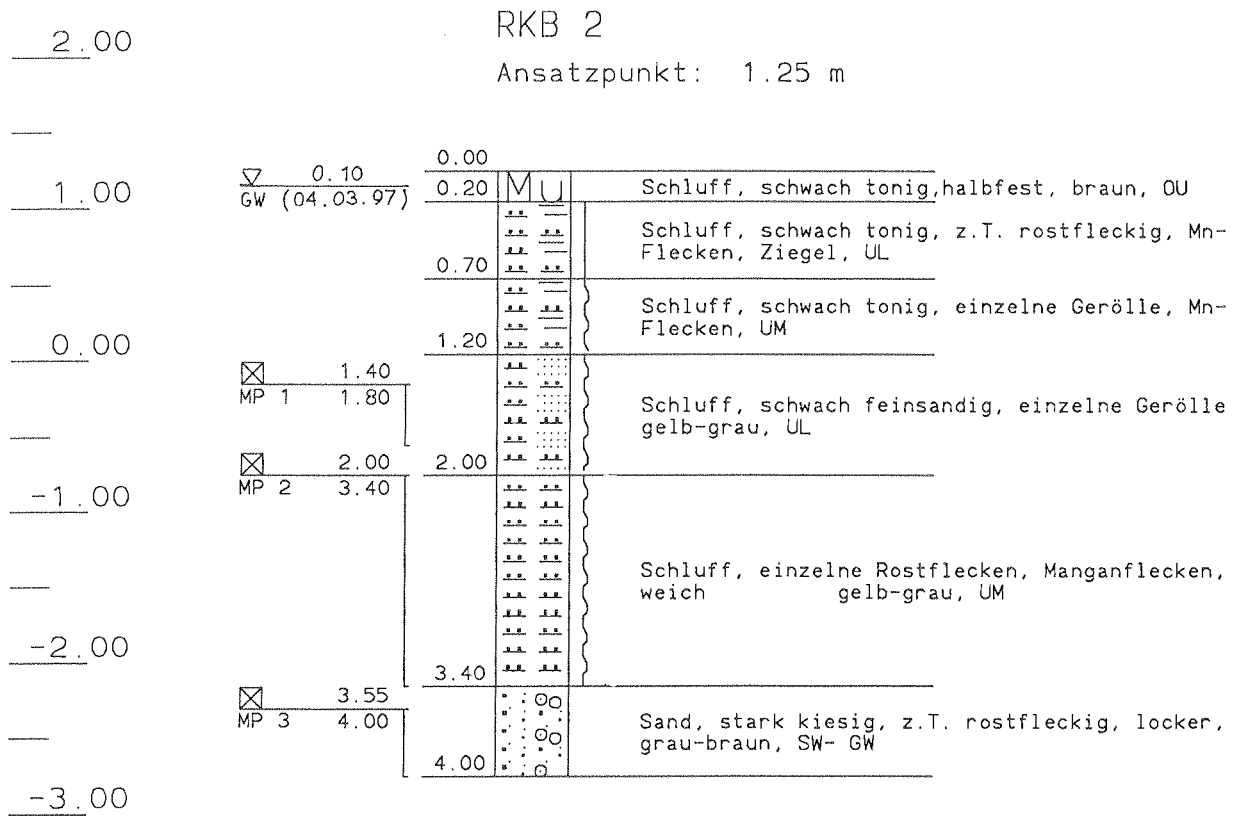 RKB 2
Ansatzpunkt: 1.25 m
2.00
1.00
0.00
-1.00
-2.00
-3.00
0.10
GW (04.03.97)
1.40
MP 1 1.80
2.00
MP 2 3.40
3.55
MP 3 4.00
0.00
0.20
0.70
1.20
2.00
3.40
4.00
Mu
Schluff, schwach tonig,halbfest, braun, OU
Schluff, schwach tonig, z.T. rostfleckig, Mn-
Flecken, Ziegel, UL
Schluff, schwach tonig, einzelne Gerölle, Mn-
Flecken, UM
Schluff, schwach feinsandig, einzelne Gerölle
gelb-grau, UL
Schluff, einzelne Rostflecken, Manganflecken,
weich gelb-grau, UM
Sand, stark kiesig, z.T. rostfleckig, locker,
grau-braun, SW- GW